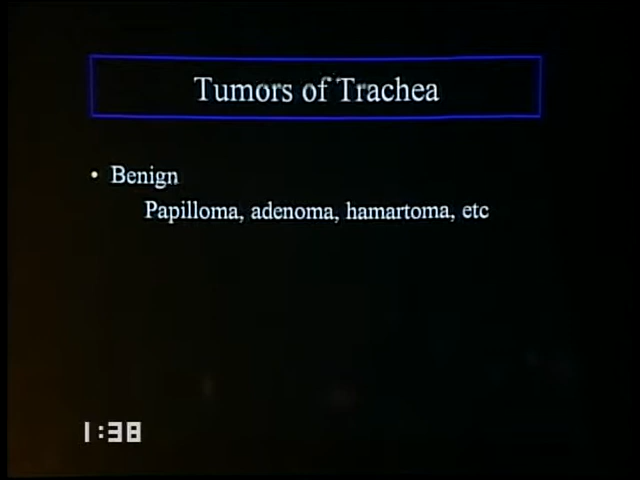 Tumors of Trachea
• Benign
Papilloma, adenoma, hamartoma, etc
1:38